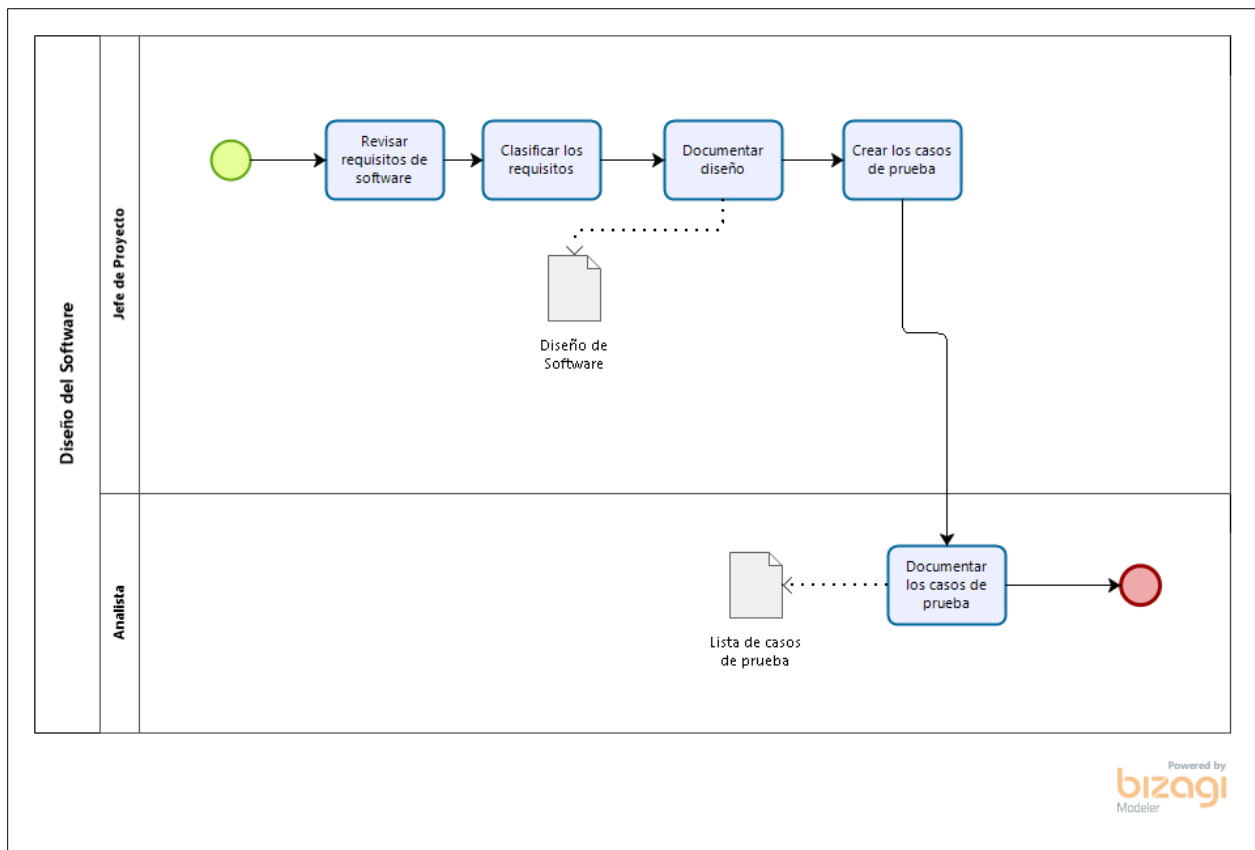 Diseño del Software
Jefe de Proyecto
Revisar
requisitos de
software
Clasificar los
requisitos
Documentar
diseño
Crear los casos
de prueba
Diseño de
Software
Analista
Documentar
los casos de
prueba
Lista de casos
de prueba
Powered by
bizagi
Modeler